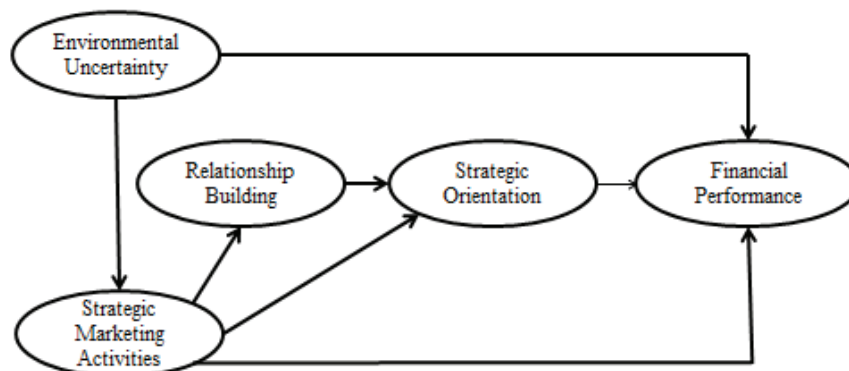 Environmental
Uncertainty
Relationship
Building
Strategic
Orientation
Financial
Performance
Strategic
Marketing
Activities